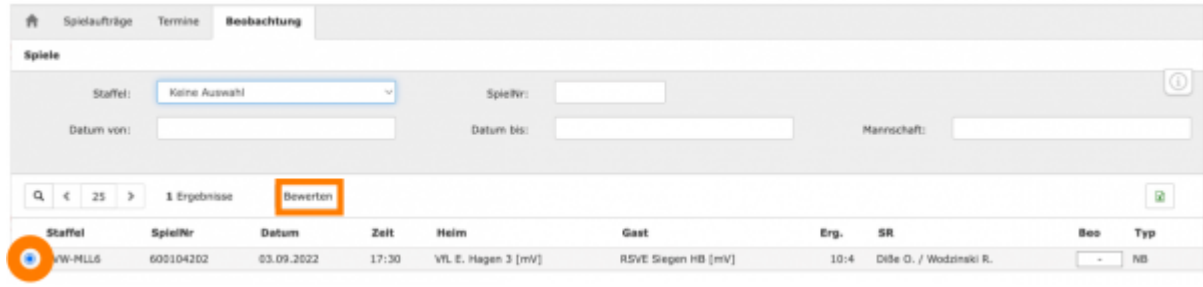 Spielaufträge Termine Beobachtung
Spiele
Staffel: Keine Auswahl SpielNr:
Datum von: Datum bis: Mannschaft:
25 1 Ergebnisse Bewerten
Staffel SpielNr Datum Zeit Heim Gast Erg. SR Beo Typ
VW-MLL6 600104202 03.09.2022 17:30 VfL E. Hagen 3 [mV] RSVE Siegen HB [mV] 10:4 Diße O. / Wodzinski R. - NB